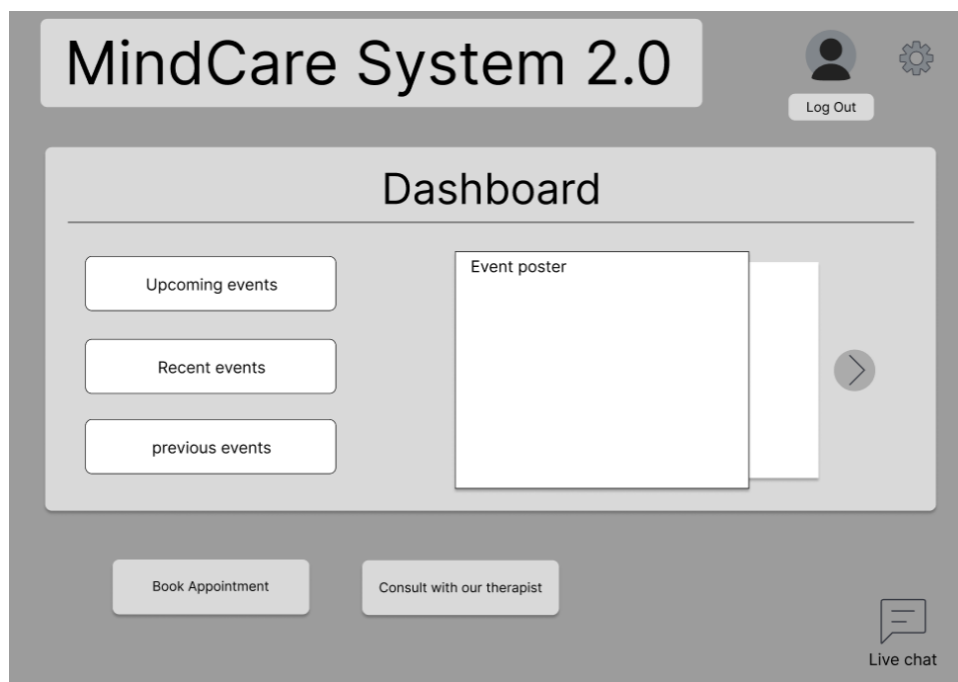 MindCare System 2.0
Log Out
Dashboard
Upcoming events
Event poster
Recent events
previous events
Book Appointment
Consult with our therapist
Live chat